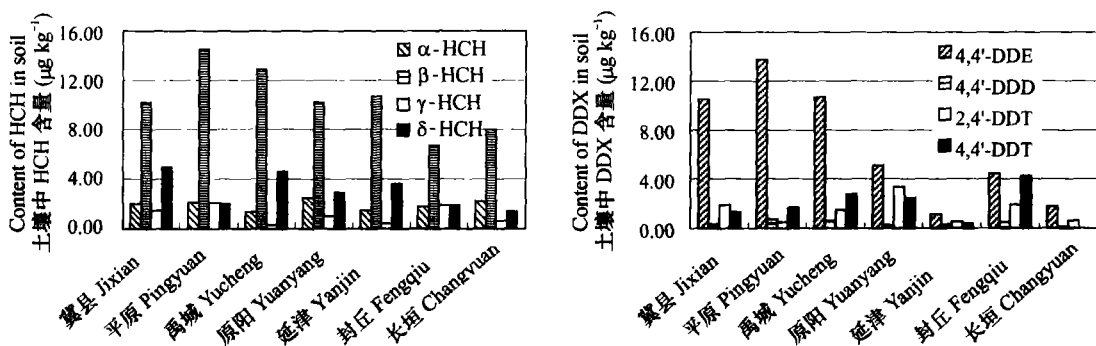 Content of HCH in soil
土壤中 HCH 含量 (μg kg⁻¹)
16.00
12.00
8.00
4.00
0.00
α-HCH
β-HCH
γ-HCH
δ-HCH
冀县 Jixian
平原 Pingyuan
禹城 Yucheng
原阳 Yuanyang
延津 Yanjin
封丘 Fengqiu
长垣 Changyuan
Content of DDX in soil
土壤中 DDX 含量 (μg kg⁻¹)
16.00
12.00
8.00
4.00
0.00
4,4'-DDE
4,4'-DDD
2,4'-DDT
4,4'-DDT
冀县 Jixian
平原 Pingyuan
禹城 Yucheng
原阳 Yuanyang
延津 Yanjin
封丘 Fengqiu
长垣 Changyuan